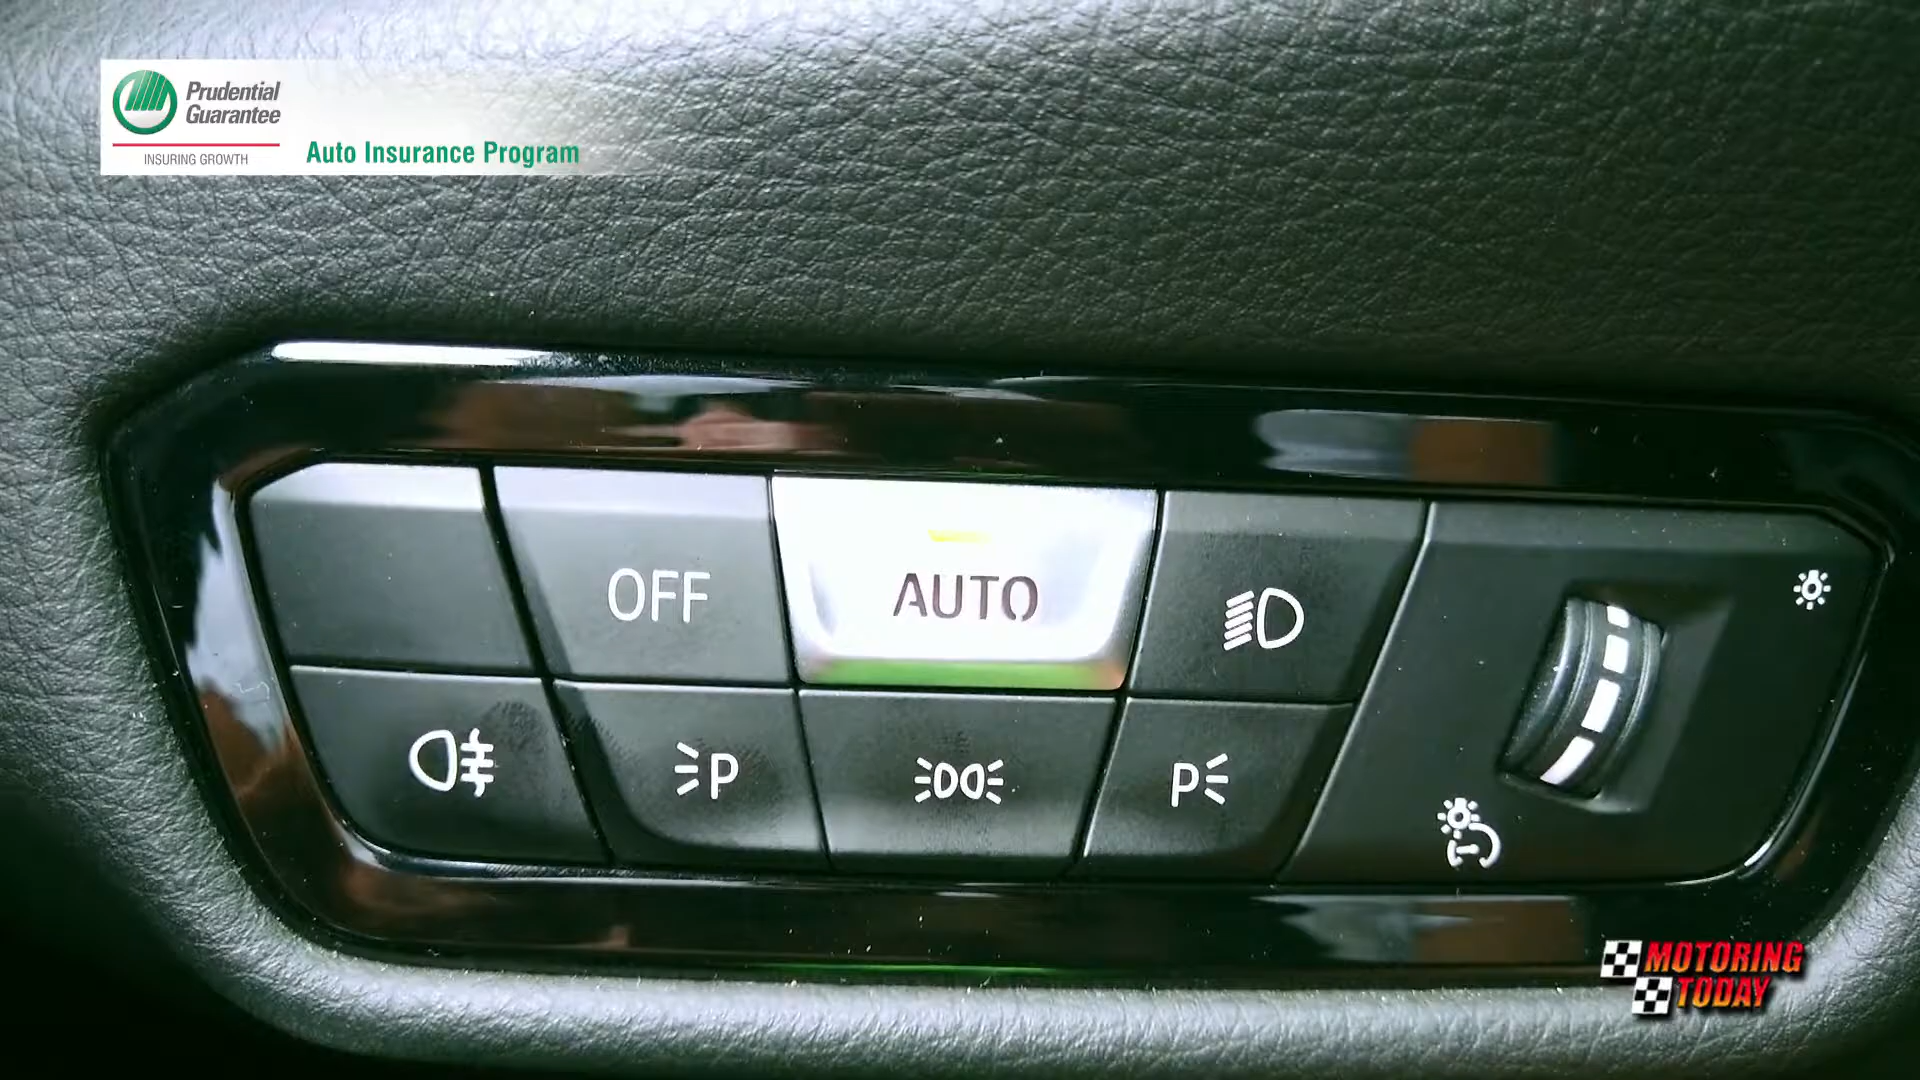 Prudential
Guarantee
INSURING GROWTH
Auto Insurance Program
OFF
AUTO
P
P
MOTORING
TODAY